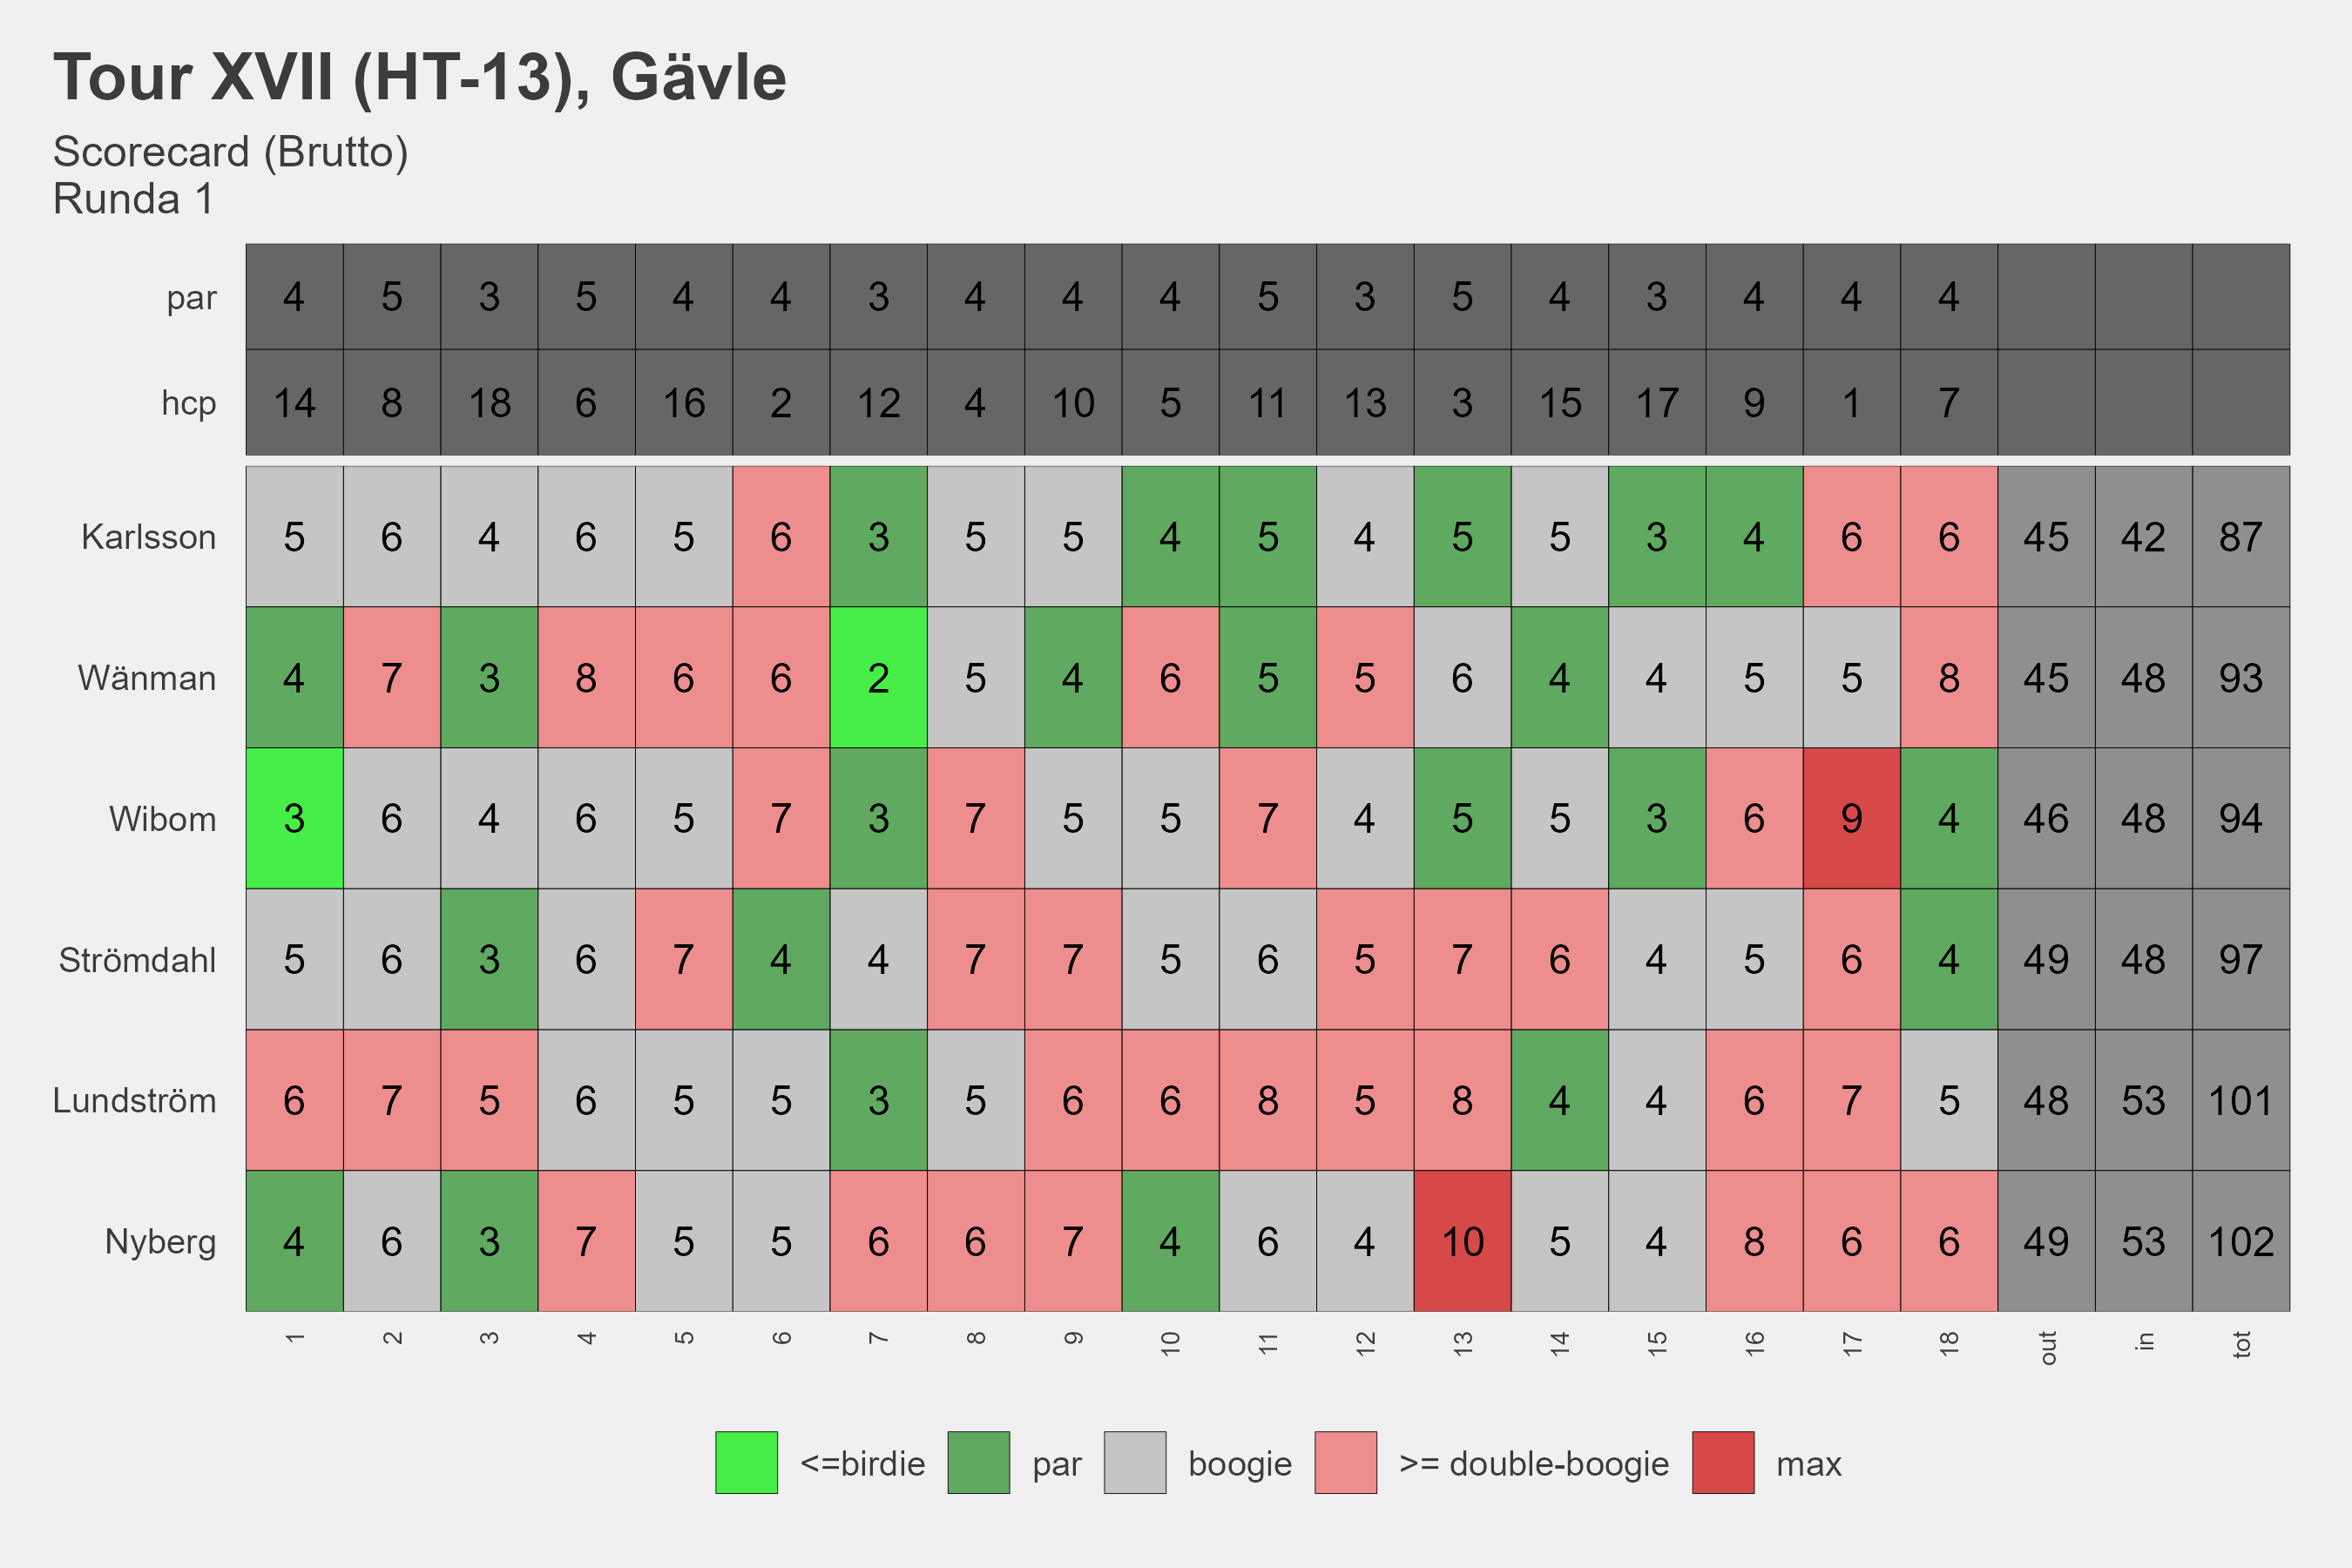 Tour XVII (HT-13), Gävle
Scorecard (Brutto)
Runda 1
par 4 5 3 5 4 4 3 4 4 4 5 3 5 4 3 4 4 4
hcp 14 8 18 6 16 2 12 4 10 5 11 13 3 15 17 9 1 7
Karlsson 5 6 4 6 5 6 3 5 5 4 5 4 5 5 3 4 6 6 45 42 87
Wänman 4 7 3 8 6 6 2 5 4 6 5 5 6 4 4 5 5 8 45 48 93
Wibom 3 6 4 6 5 7 3 7 5 5 7 4 5 5 3 6 9 4 46 48 94
Strömdahl 5 6 3 6 7 4 4 7 7 5 6 5 7 6 4 5 6 4 49 48 97
Lundström 6 7 5 6 5 5 3 5 6 6 8 5 8 4 4 6 7 5 48 53 101
Nyberg 4 6 3 7 5 5 6 6 7 4 6 4 10 5 4 8 6 6 49 53 102
1 2 3 4 5 6 7 8 9 10 11 12 13 14 15 16 17 18 out in tot
<=birdie par boogie >= double-boogie max